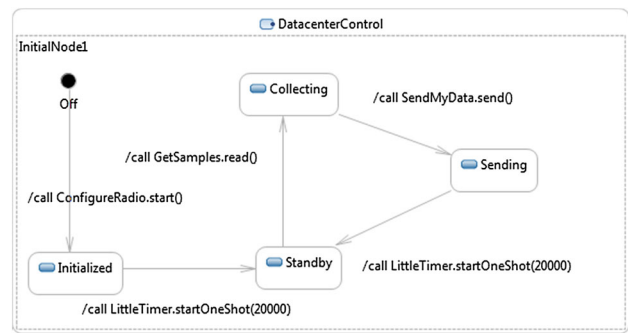 DatacenterControl
InitialNode1
Off
Collecting
/call SendMyData.send()
/call GetSamples.read()
Sending
/call ConfigureRadio.start()
Initialized
Standby
/call LittleTimer.startOneShot(20000)
/call LittleTimer.startOneShot(20000)